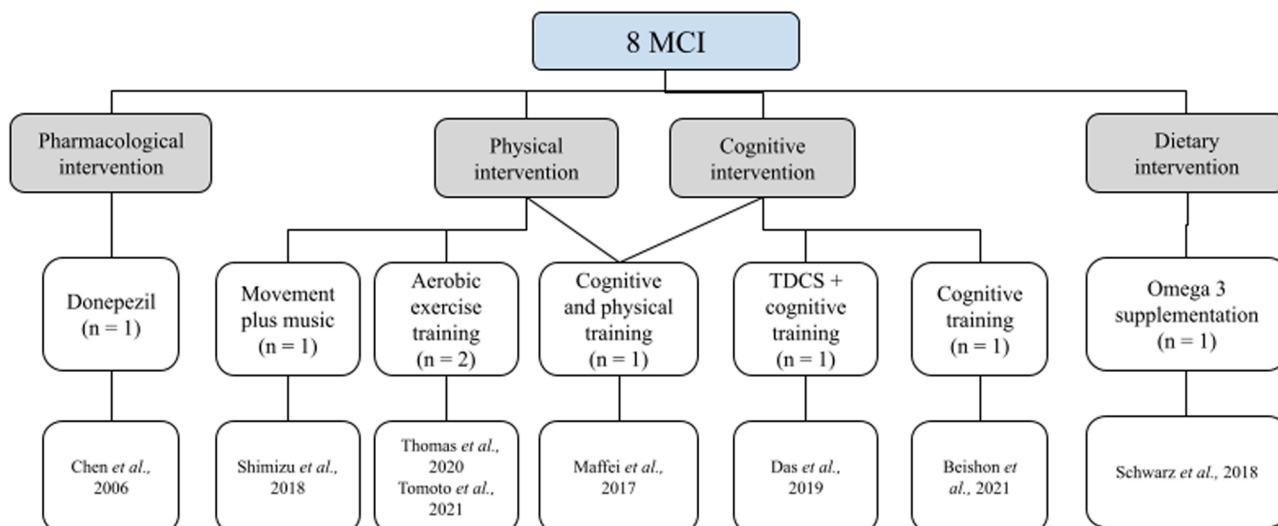 8 MCI
Pharmacological
intervention
Physical
intervention
Cognitive
intervention
Dietary
intervention
Donepezil
(n = 1)
Movement
plus music
(n = 1)
Aerobic
exercise
training
(n = 2)
Cognitive
and physical
training
(n = 1)
TDCS +
cognitive
training
(n = 1)
Cognitive
training
(n = 1)
Omega 3
supplementation
(n = 1)
Chen et al.,
2006
Shimizu et al.,
2018
Thomas et al.,
2020
Tomoto et al.,
2021
Maffei et al.,
2017
Das et al.,
2019
Beishon et
al., 2021
Schwarz et al., 2018